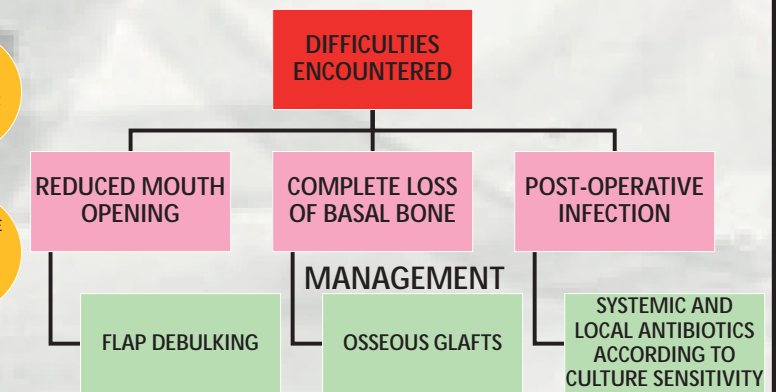 DIFFICULTIES
ENCOUNTERED
REDUCED MOUTH
OPENING
COMPLETE LOSS
OF BASAL BONE
POST-OPERATIVE
INFECTION
MANAGEMENT
FLAP DEBULKING
OSSEOUS GLAFTS
SYSTEMIC AND
LOCAL ANTIBIOTICS
ACCORDING TO
CULTURE SENSITIVITY